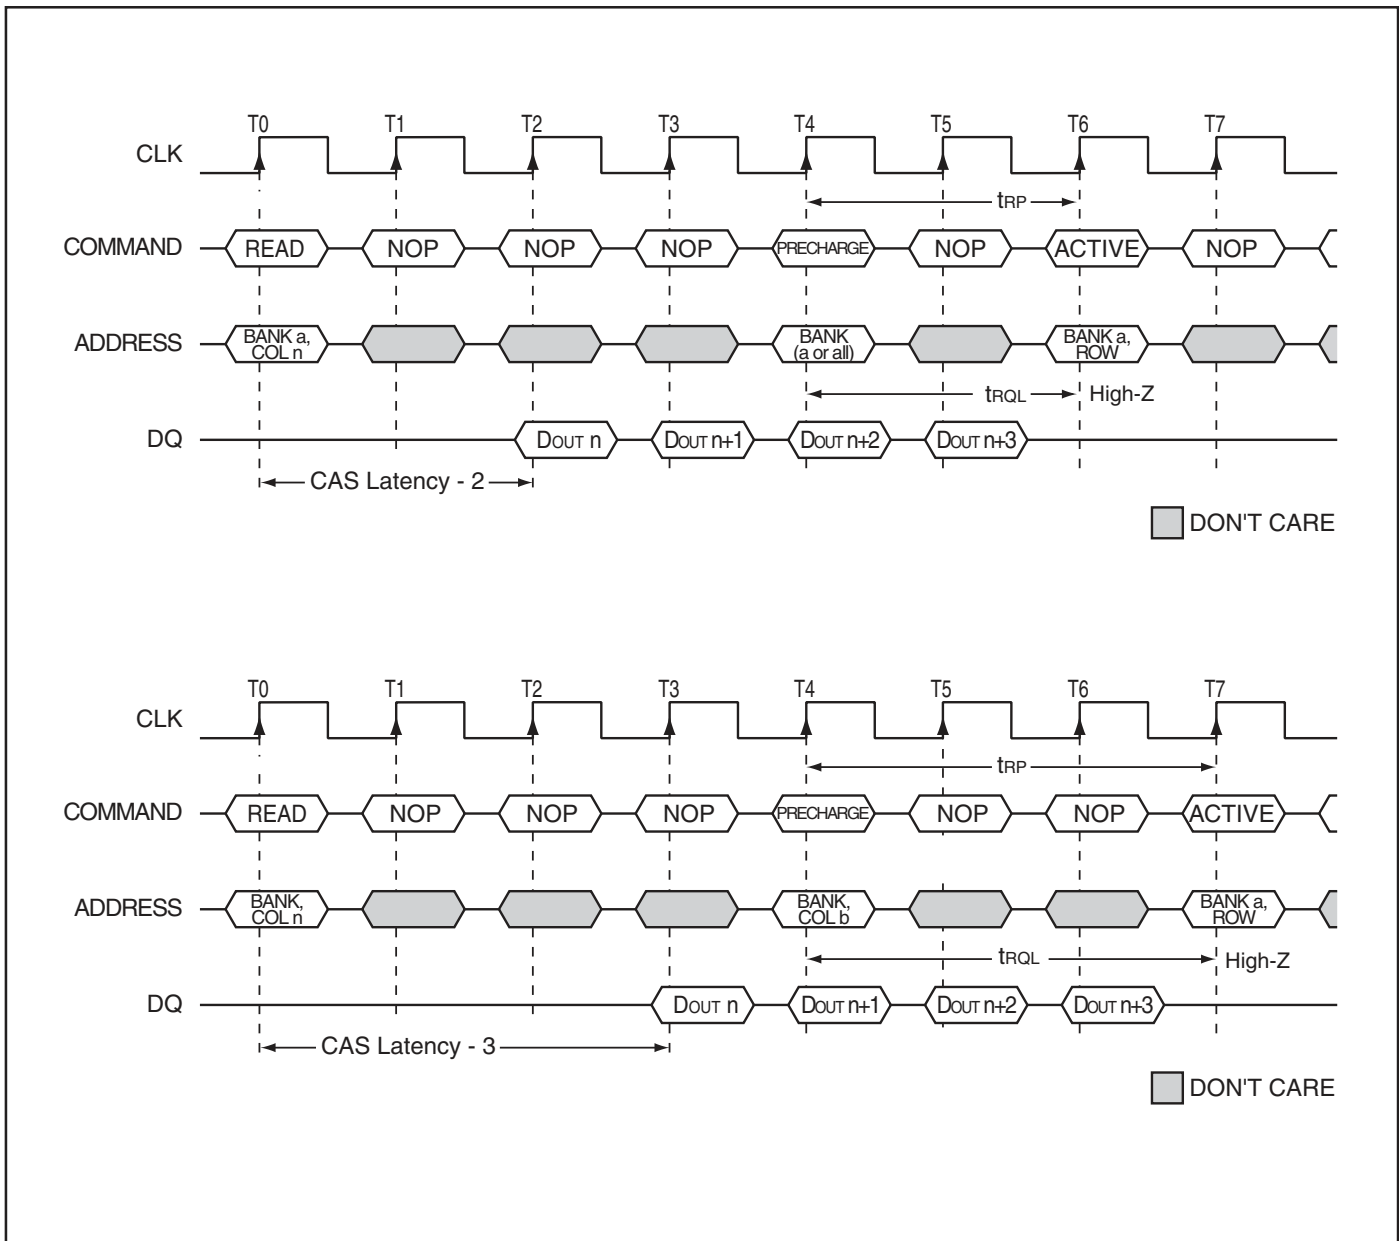 T0 T1 T2 T3 T4 T5 T6 T7
CLK
tRP
COMMAND READ NOP NOP NOP PRECHARGE NOP ACTIVE NOP
ADDRESS BANK a, COL n BANK (a or all) BANK a, ROW
tRQL High-Z
DQ DOUT n DOUT n+1 DOUT n+2 DOUT n+3
CAS Latency - 2
DON'T CARE
T0 T1 T2 T3 T4 T5 T6 T7
CLK
tRP
COMMAND READ NOP NOP NOP PRECHARGE NOP NOP ACTIVE
ADDRESS BANK, COL n BANK, COL b BANK a, ROW
tRQL High-Z
DQ DOUT n DOUT n+1 DOUT n+2 DOUT n+3
CAS Latency - 3
DON'T CARE